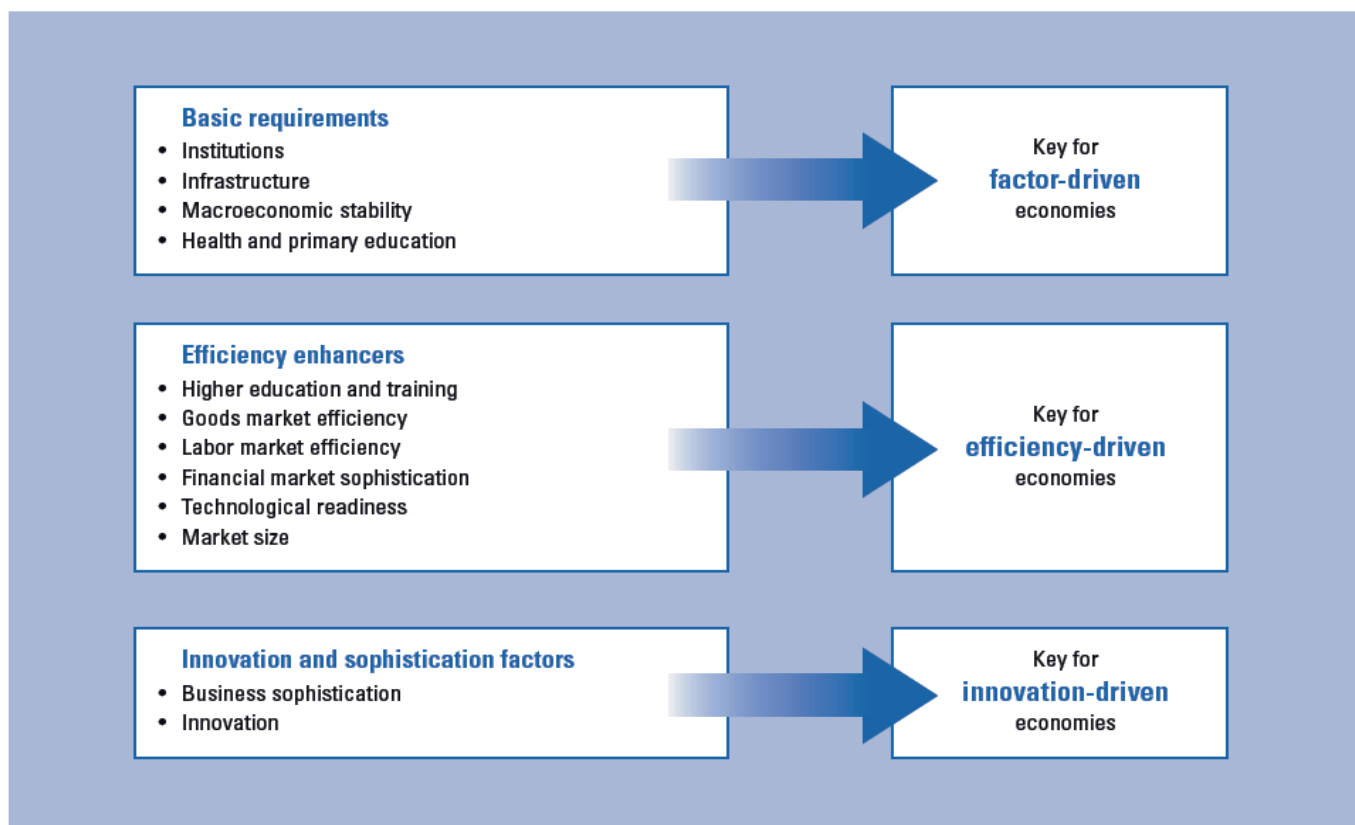 Basic requirements
• Institutions
• Infrastructure
• Macroeconomic stability
• Health and primary education
Key for
factor-driven
economies
Efficiency enhancers
• Higher education and training
• Goods market efficiency
• Labor market efficiency
• Financial market sophistication
• Technological readiness
• Market size
Key for
efficiency-driven
economies
Innovation and sophistication factors
• Business sophistication
• Innovation
Key for
innovation-driven
economies